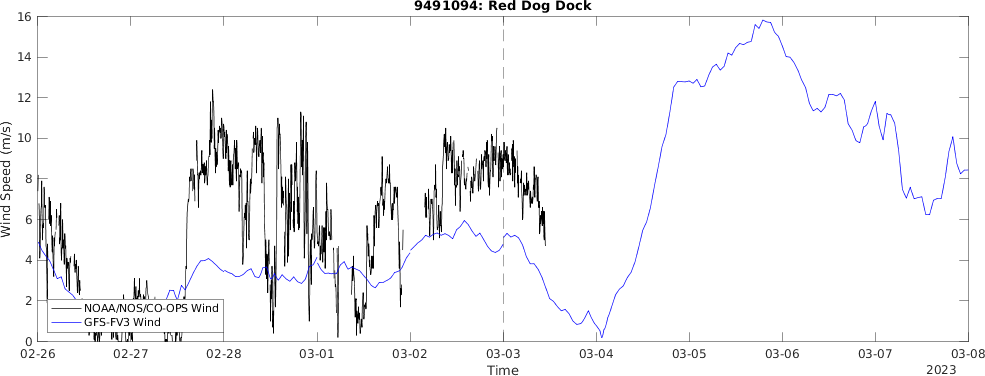 9491094: Red Dog Dock
16
14
12
10
8
6
4
2
0
Wind Speed (m/s)
NOAA/NOS/CO-OPS Wind
GFS-FV3 Wind
02-26 02-27 02-28 03-01 03-02 03-03 03-04 03-05 03-06 03-07 03-08
Time
2023